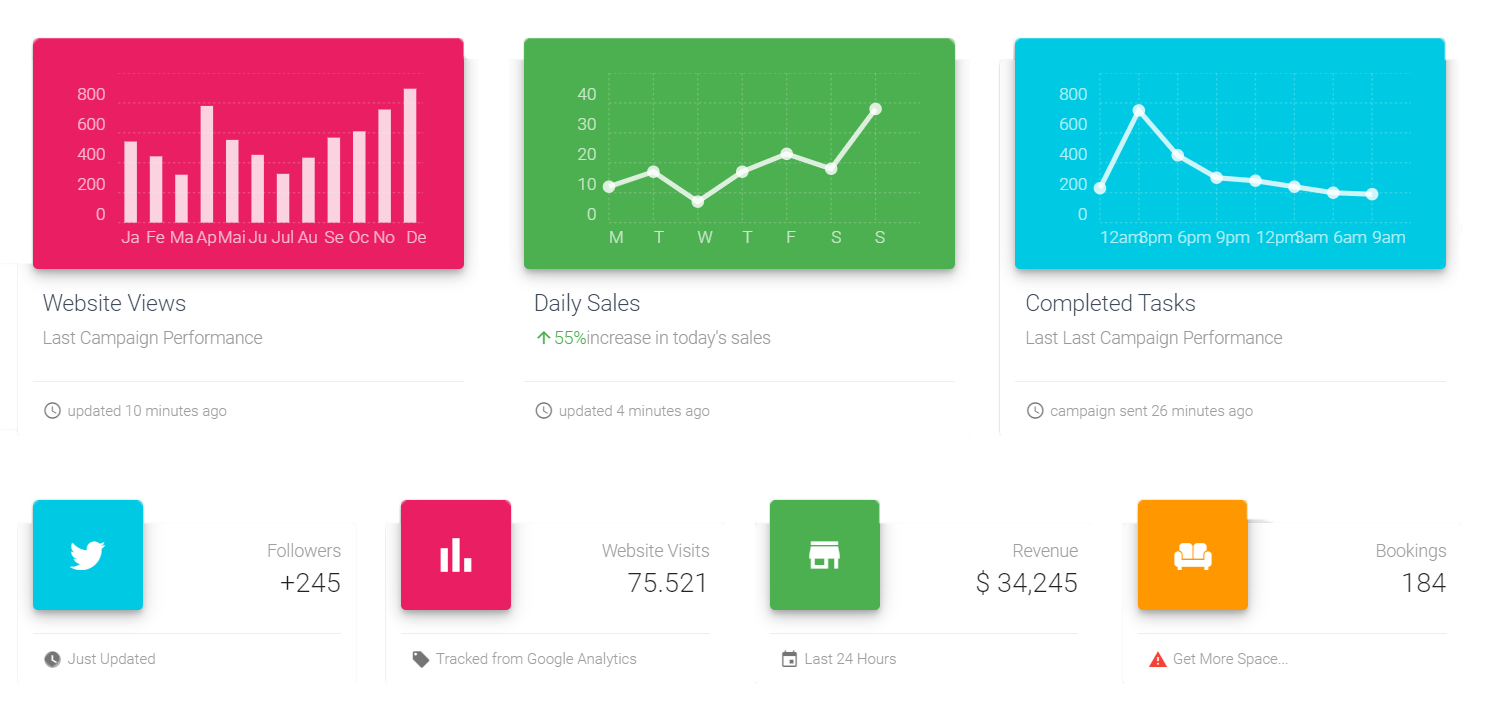 800
600
400
200
0
Ja Fe Ma Ap Mai Ju Jul Au Se Oc No De
Website Views
Last Campaign Performance
updated 10 minutes ago
40
30
20
10
0
M T W T F S S
Daily Sales
55%increase in today's sales
updated 4 minutes ago
800
600
400
200
0
12am 3pm 6pm 9pm 12pm 3am 6am 9am
Completed Tasks
Last Last Campaign Performance
campaign sent 26 minutes ago
Followers
+245
Just Updated
Website Visits
75.521
Tracked from Google Analytics
Revenue
$ 34,245
Last 24 Hours
Bookings
184
Get More Space...